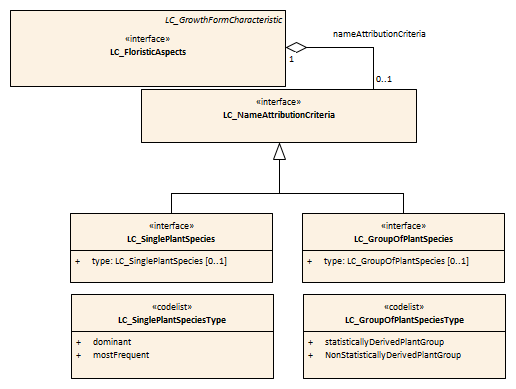 LC_GrowthFormCharacteristic
«interface»
LC_FloristicAspects
nameAttributionCriteria
1
0..1
«interface»
LC_NameAttributionCriteria
«interface»
LC_SinglePlantSpecies
+ type: LC_SinglePlantSpecies [0..1]
«interface»
LC_GroupOfPlantSpecies
+ type: LC_GroupOfPlantSpecies [0..1]
«codelist»
LC_SinglePlantSpeciesType
+ dominant
+ mostFrequent
«codelist»
LC_GroupOfPlantSpeciesType
+ statisticallyDerivedPlantGroup
+ NonStatisticallyDerivedPlantGroup